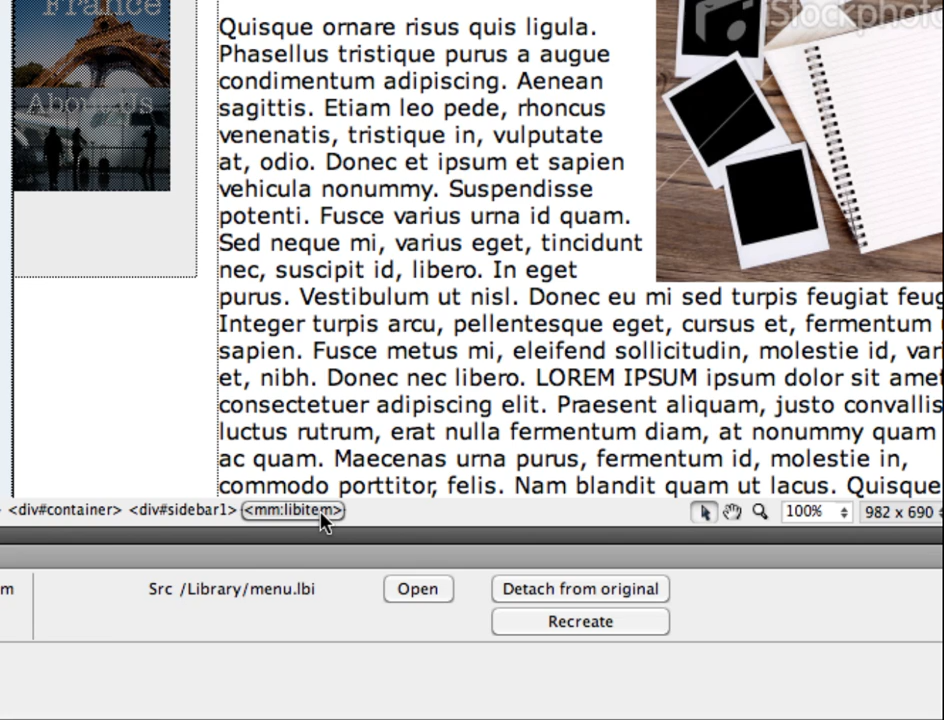 France
About Us
Quisque ornare risus quis ligula.
Phasellus tristique purus a augue
condimentum adipiscing. Aenean
sagittis. Etiam leo pede, rhoncus
venenatis, tristique in, vulputate
at, odio. Donec et ipsum et sapien
vehicula nonummy. Suspendisse
potenti. Fusce varius urna id quam.
Sed neque mi, varius eget, tincidunt
nec, suscipit id, libero. In eget
purus. Vestibulum ut nisl. Donec eu mi sed turpis feugiat feug
Integer turpis arcu, pellentesque eget, cursus et, fermentum
sapien. Fusce metus mi, eleifend sollicitudin, molestie id, var
et, nibh. Donec nec libero. LOREM IPSUM ipsum dolor sit amet
consectetuer adipiscing elit. Praesent aliquam, justo convallis
luctus rutrum, erat nulla fermentum diam, at nonummy quam
ac quam. Maecenas urna purus, fermentum id, molestie in,
commodo porttitor, felis. Nam blandit quam ut lacus. Quisque
iStockphoto
<div#container> <div#sidebar1> <mm:libitem> 100% 982 x 690
m Src /Library/menu.lbi Open Detach from original
Recreate